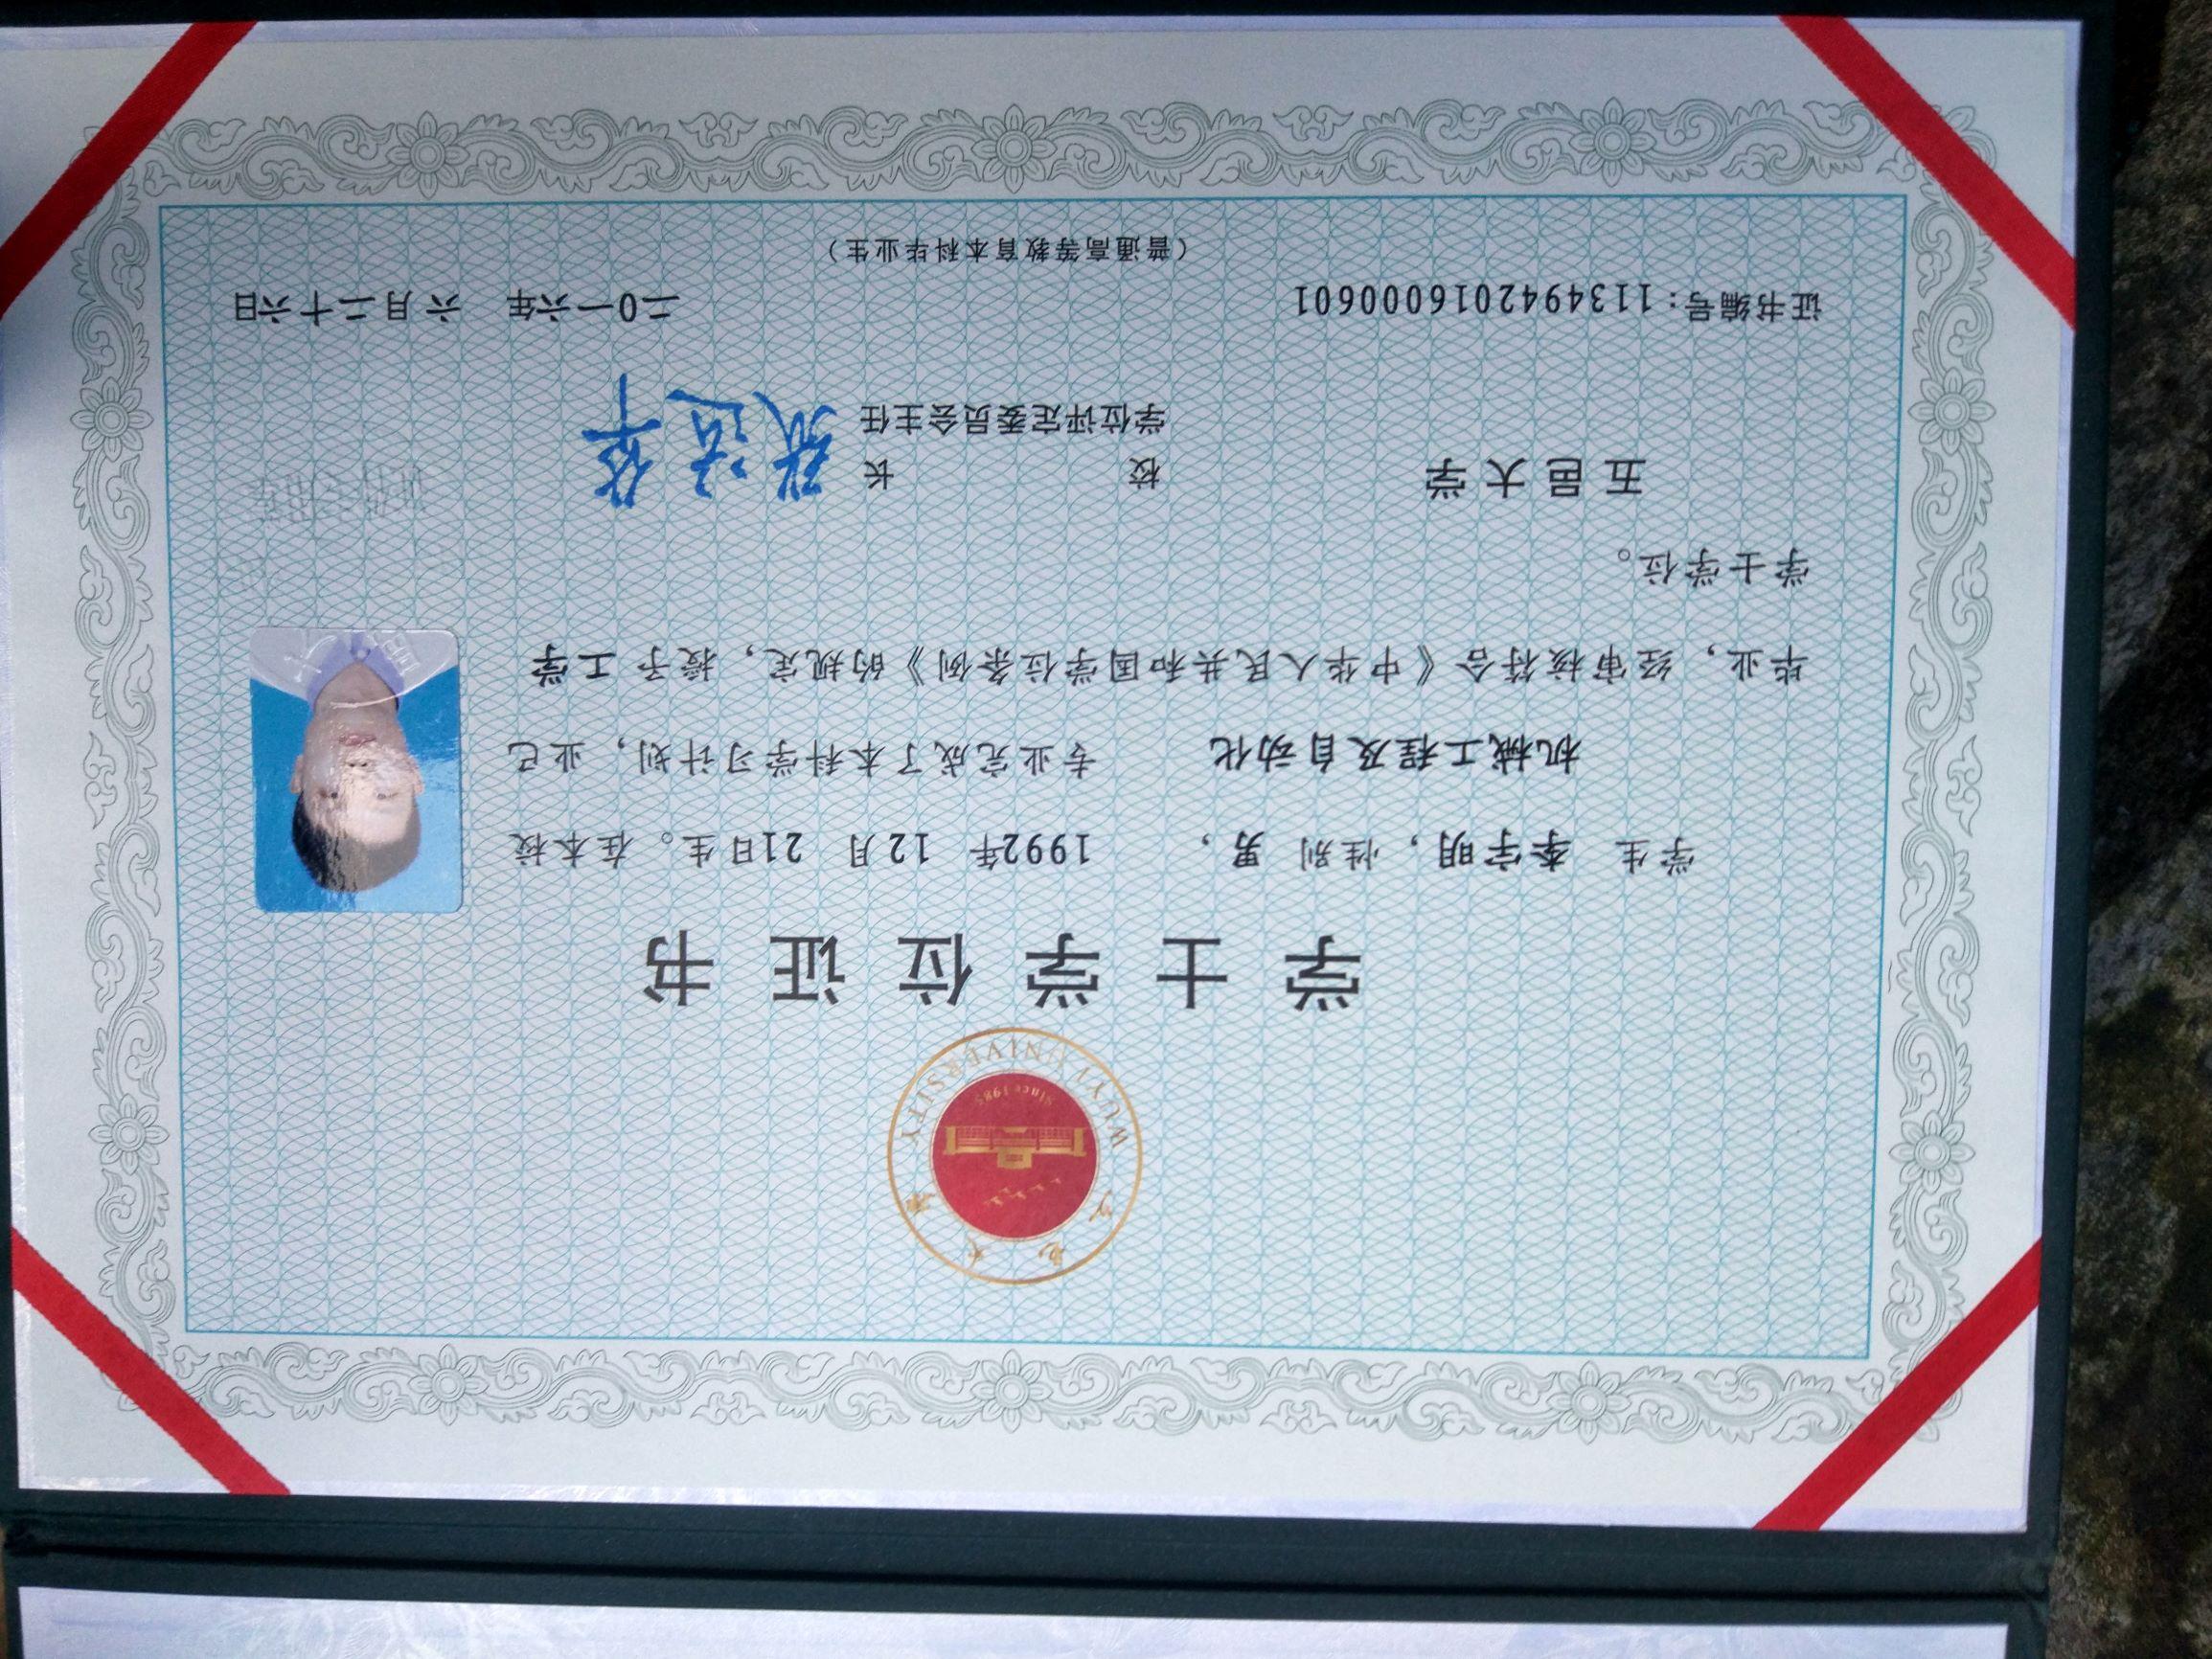 五邑大学
WUYI UNIVERSITY
Since 1985
学士学位证书
学生 李宇明，性别 男， 1992年 12月 21日生。在本校
机械工程及自动化 专业完成了本科学习计划，业已
毕业，经审核符合《中华人民共和国学位条例》的规定，授予 工学
学士学位。
五邑大学 校 长
学位评定委员会主任
证书编号：1134942016000601 二〇一六年 六月二十六日
（普通高等教育本科毕业生）